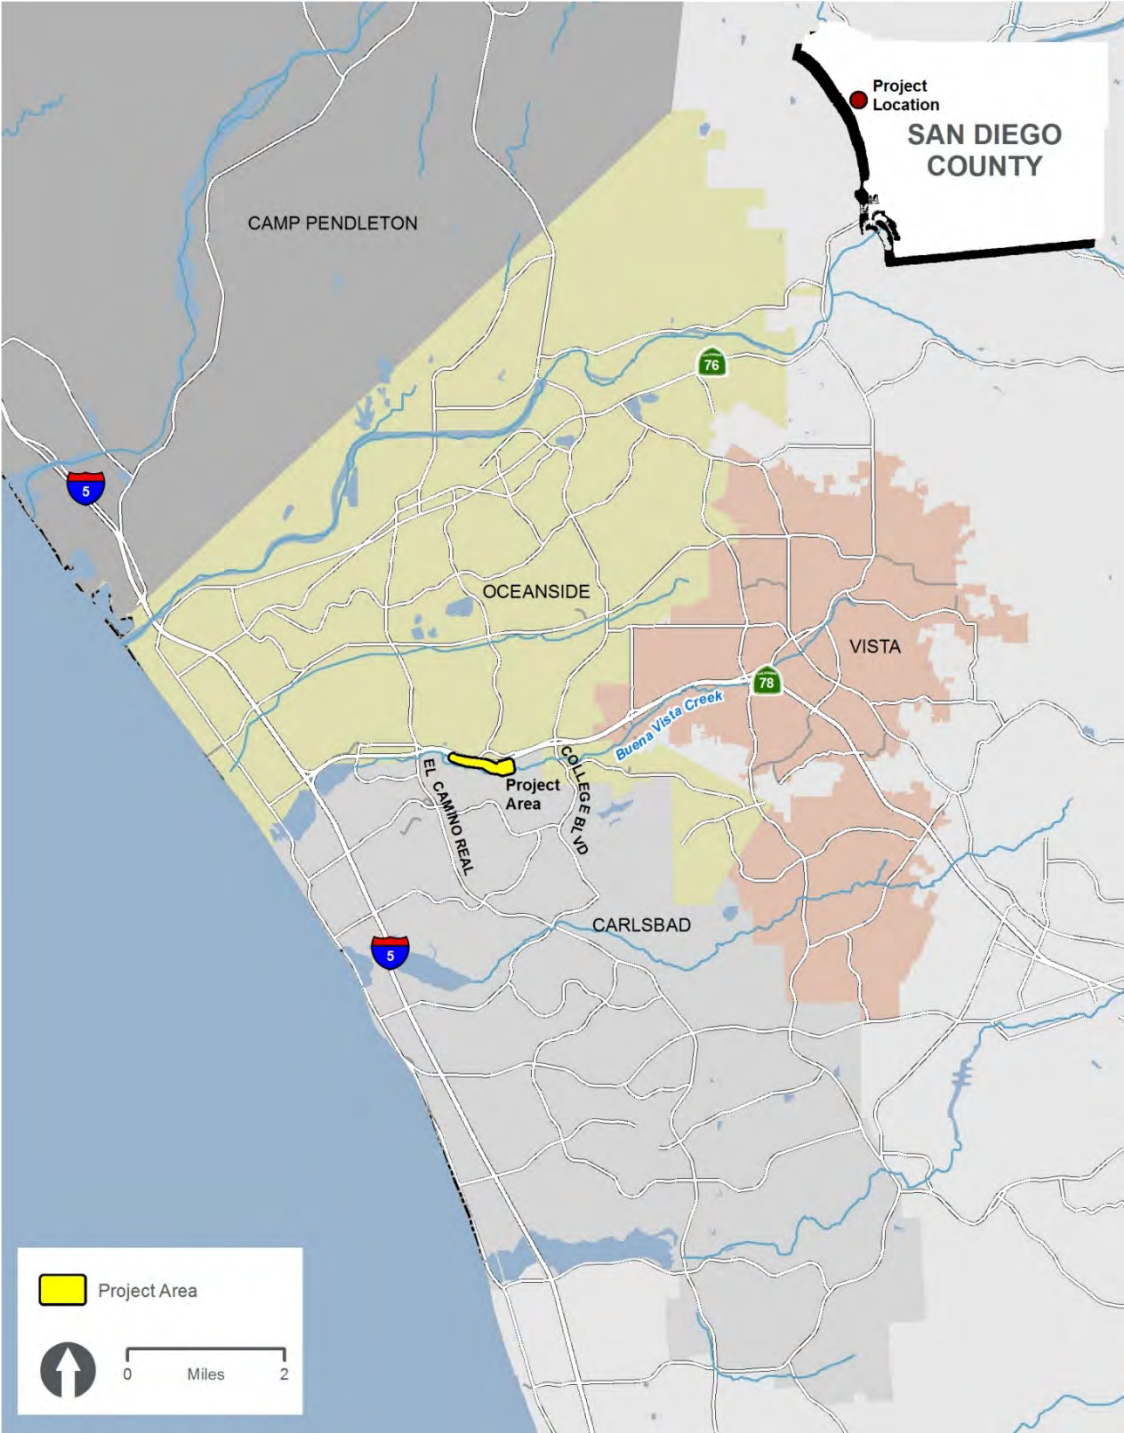 Project
Location
SAN DIEGO
COUNTY
CAMP PENDLETON
76
5
OCEANSIDE
VISTA
78
Buena Vista Creek
EL CAMINO REAL
Project
Area
COLLEGE BLVD
CARLSBAD
5
Project Area
0 Miles 2